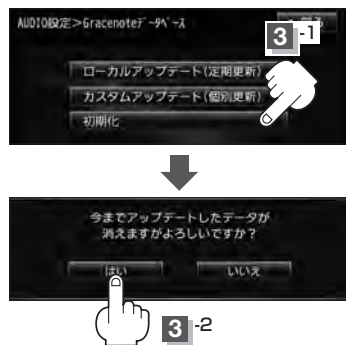 AUDIO設定>Gracenoteﾃﾞｰﾀﾍﾞｰｽ
3 -1
ローカルアップデート(定期更新)
カスタムアップデート(個別更新)
初期化
今までアップデートしたデータが
消えますがよろしいですか？
はい いいえ
3 -2